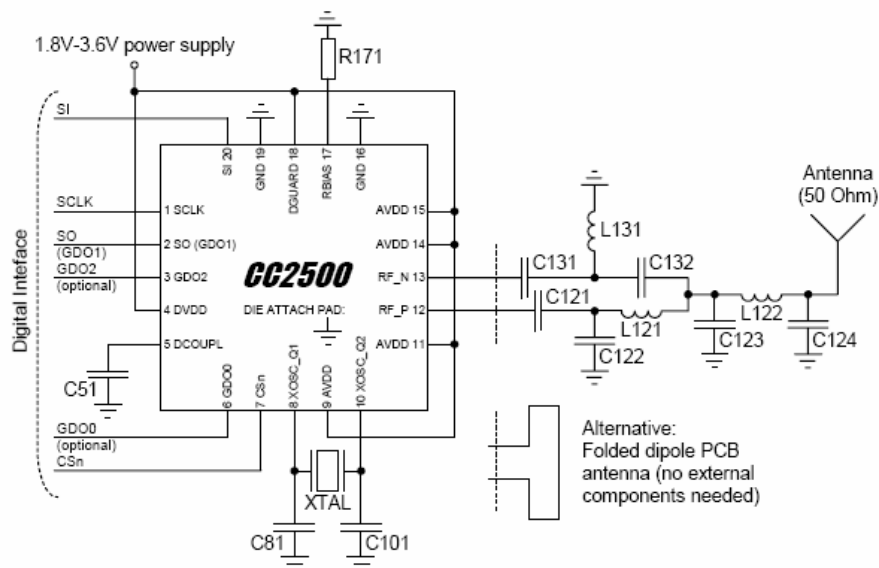 1.8V-3.6V power supply
R171
SI
SI 20
GND 19
DGUARD 18
RBIAS 17
GND 16
Antenna
(50 Ohm)
SCLK
1 SCLK
AVDD 15
L131
SO
(GDO1)
2 SO (GDO1)
AVDD 14
GDO2
(optional)
3 GDO2
CC2500
RF_N 13
C131
C132
4 DVDD
DIE ATTACH PAD:
RF_P 12
C121
L121
L122
5 DCOUPL
AVDD 11
C122
C123
C124
Digital Inteface
C51
6 GDO0
7 CSn
8 XOSC_Q1
9 AVDD
10 XOSC_Q2
GDO0
(optional)
CSn
XTAL
C81
C101
Alternative:
Folded dipole PCB
antenna (no external
components needed)